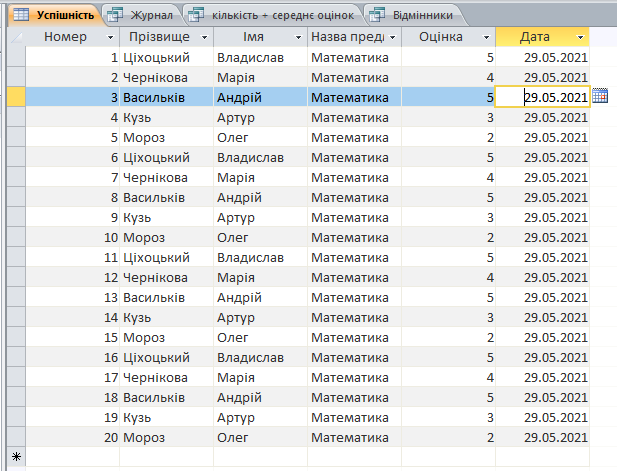 Успішність Журнал кількість + середнє оцінок Відмінники
Номер Прізвище Імя Назва пред Оцінка Дата
1 Ціхоцький Владислав Математика 5 29.05.2021
2 Чернікова Марія Математика 4 29.05.2021
3 Васильків Андрій Математика 5 29.05.2021
4 Кузь Артур Математика 3 29.05.2021
5 Мороз Олег Математика 2 29.05.2021
6 Ціхоцький Владислав Математика 5 29.05.2021
7 Чернікова Марія Математика 4 29.05.2021
8 Васильків Андрій Математика 5 29.05.2021
9 Кузь Артур Математика 3 29.05.2021
10 Мороз Олег Математика 2 29.05.2021
11 Ціхоцький Владислав Математика 5 29.05.2021
12 Чернікова Марія Математика 4 29.05.2021
13 Васильків Андрій Математика 5 29.05.2021
14 Кузь Артур Математика 3 29.05.2021
15 Мороз Олег Математика 2 29.05.2021
16 Ціхоцький Владислав Математика 5 29.05.2021
17 Чернікова Марія Математика 4 29.05.2021
18 Васильків Андрій Математика 5 29.05.2021
19 Кузь Артур Математика 3 29.05.2021
20 Мороз Олег Математика 2 29.05.2021